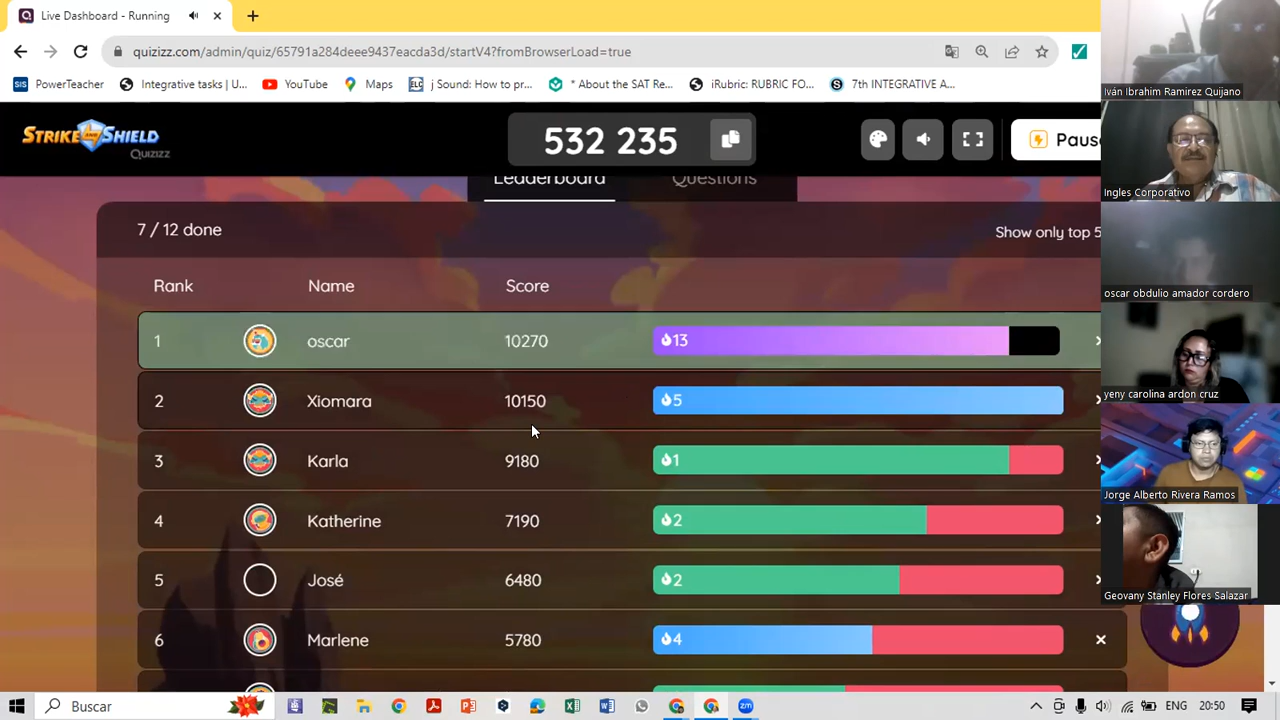 Live Dashboard - Running
quizizz.com/admin/quiz/65791a284deee9437eacda3d/startV4?fromBrowserLoad=true
SIS PowerTeacher
Integrative tasks | U...
YouTube
Maps
ELC j Sound: How to pr...
* About the SAT Re...
iRubric: RUBRIC FO...
7th INTEGRATIVE A...
STRIKE AND SHIELD
Quizizz
532 235
Paus
Leaderboard Questions
7 / 12 done
Show only top 5
Rank Name Score
1 oscar 10270 13
2 Xiomara 10150 5
3 Karla 9180 1
4 Katherine 7190 2
5 José 6480 2
6 Marlene 5780 4
Iván Ibrahim Ramirez Quijano
Ingles Corporativo
oscar obdulio amador cordero
yeny carolina ardon cruz
Jorge Alberto Rivera Ramos
Geovany Stanley Flores Salazar
Buscar
zm
ENG 20:50